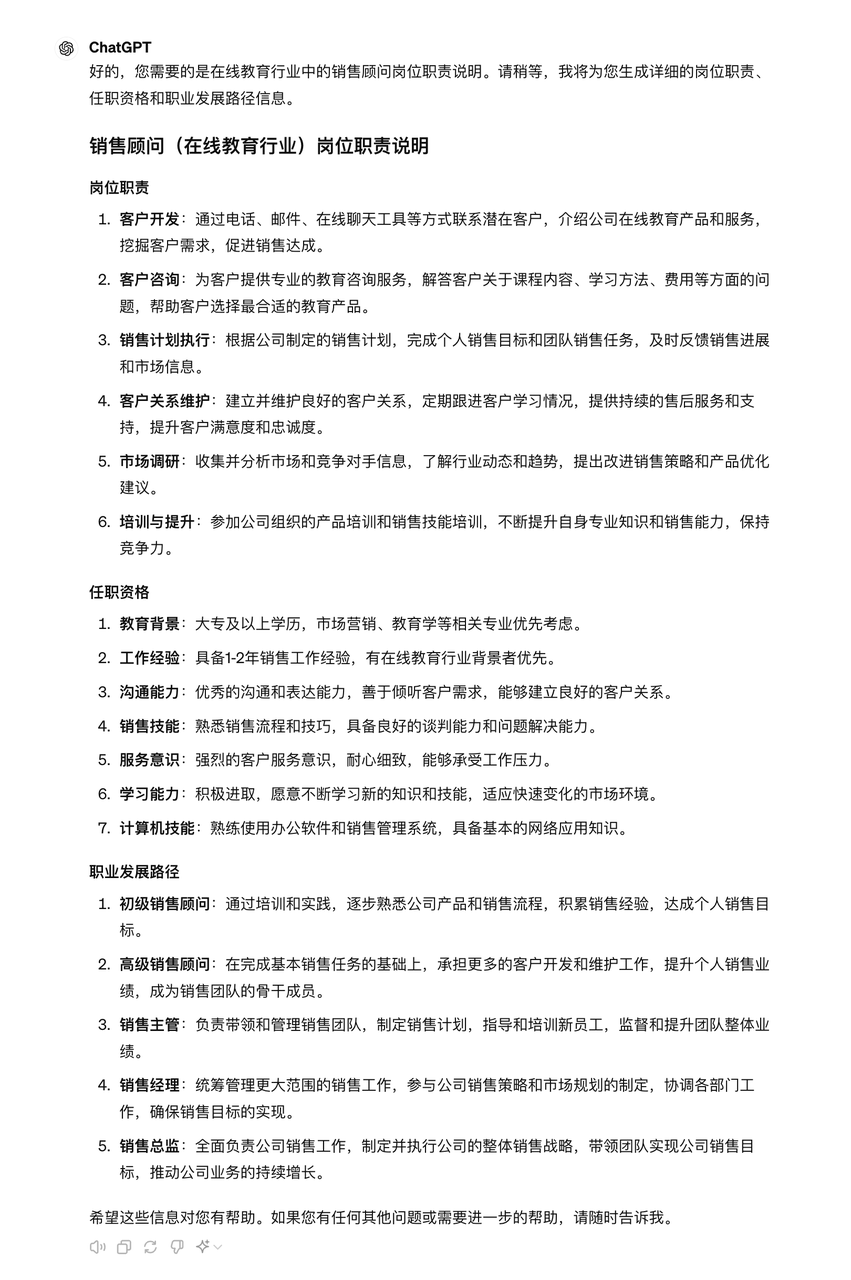 ChatGPT
好的，您需要的是在线教育行业中的销售顾问岗位职责说明。请稍等，我将为您生成详细的岗位职责、
任职资格和职业发展路径信息。
销售顾问（在线教育行业）岗位职责说明
岗位职责
1. 客户开发：通过电话、邮件、在线聊天工具等方式联系潜在客户，介绍公司在线教育产品和服务，
挖掘客户需求，促进销售达成。
2. 客户咨询：为客户提供专业的教育咨询服务，解答客户关于课程内容、学习方法、费用等方面的问
题，帮助客户选择最合适的教育产品。
3. 销售计划执行：根据公司制定的销售计划，完成个人销售目标和团队销售任务，及时反馈销售进展
和市场信息。
4. 客户关系维护：建立并维护良好的客户关系，定期跟进客户学习情况，提供持续的售后服务和支
持，提升客户满意度和忠诚度。
5. 市场调研：收集并分析市场和竞争对手信息，了解行业动态和趋势，提出改进销售策略和产品优化
建议。
6. 培训与提升：参加公司组织的产品培训和销售技能培训，不断提升自身专业知识和销售能力，保持
竞争力。
任职资格
1. 教育背景：大专及以上学历，市场营销、教育学等相关专业优先考虑。
2. 工作经验：具备1-2年销售工作经验，有在线教育行业背景者优先。
3. 沟通能力：优秀的沟通和表达能力，善于倾听客户需求，能够建立良好的客户关系。
4. 销售技能：熟悉销售流程和技巧，具备良好的谈判能力和问题解决能力。
5. 服务意识：强烈的客户服务意识，耐心细致，能够承受工作压力。
6. 学习能力：积极进取，愿意不断学习新的知识和技能，适应快速变化的市场环境。
7. 计算机技能：熟练使用办公软件和销售管理系统，具备基本的网络应用知识。
职业发展路径
1. 初级销售顾问：通过培训和实践，逐步熟悉公司产品和销售流程，积累销售经验，达成个人销售目
标。
2. 高级销售顾问：在完成基本销售任务的基础上，承担更多的客户开发和维护工作，提升个人销售业
绩，成为销售团队的骨干成员。
3. 销售主管：负责带领和管理销售团队，制定销售计划，指导和培训新员工，监督和提升团队整体业
绩。
4. 销售经理：统筹管理更大范围的销售工作，参与公司销售策略和市场规划的制定，协调各部门工
作，确保销售目标的实现。
5. 销售总监：全面负责公司销售工作，制定并执行公司的整体销售战略，带领团队实现公司销售目
标，推动公司业务的持续增长。
希望这些信息对您有帮助。如果您有任何其他问题或需要进一步的帮助，请随时告诉我。